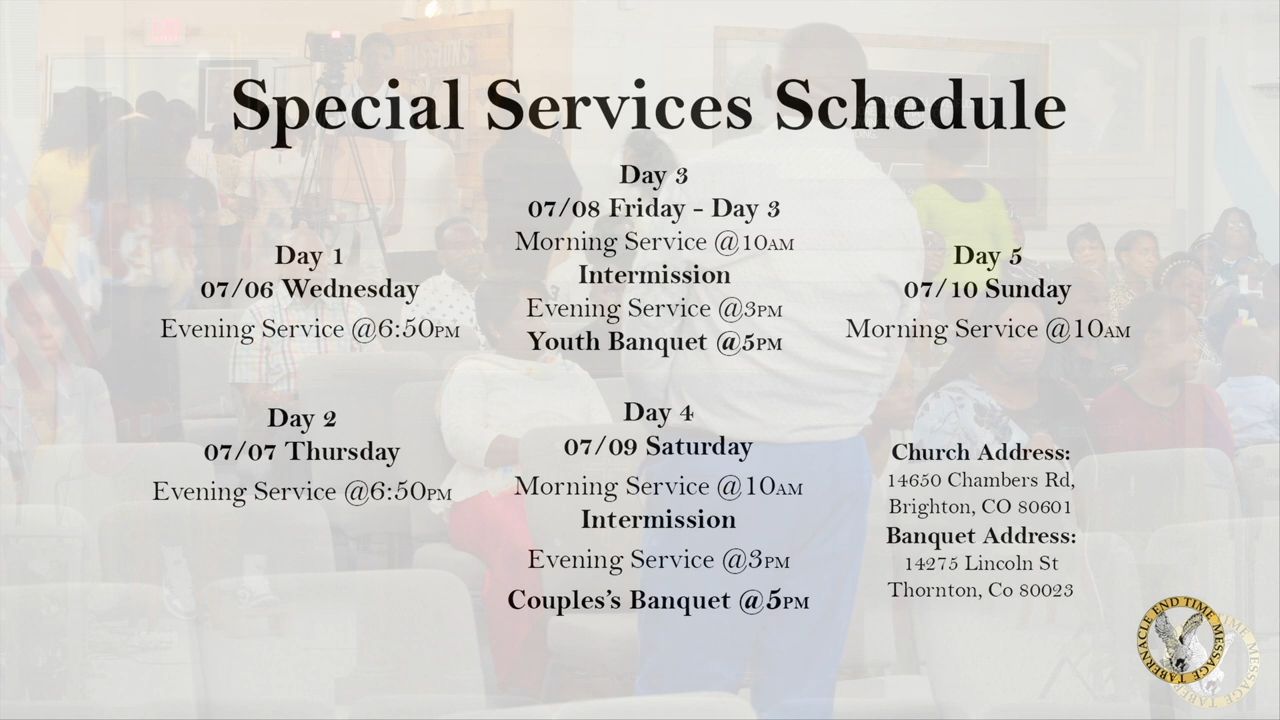 Special Services Schedule
Day 1
07/06 Wednesday
Evening Service @6:50PM
Day 2
07/07 Thursday
Evening Service @6:50PM
Day 3
07/08 Friday - Day 3
Morning Service @10AM
Intermission
Evening Service @3PM
Youth Banquet @5PM
Day 4
07/09 Saturday
Morning Service @10AM
Intermission
Evening Service @3PM
Couples's Banquet @5PM
Day 5
07/10 Sunday
Morning Service @10AM
Church Address:
14650 Chambers Rd,
Brighton, CO 80601
Banquet Address:
14275 Lincoln St
Thornton, Co 80023
END TIME MESSAGE TABERNACLE